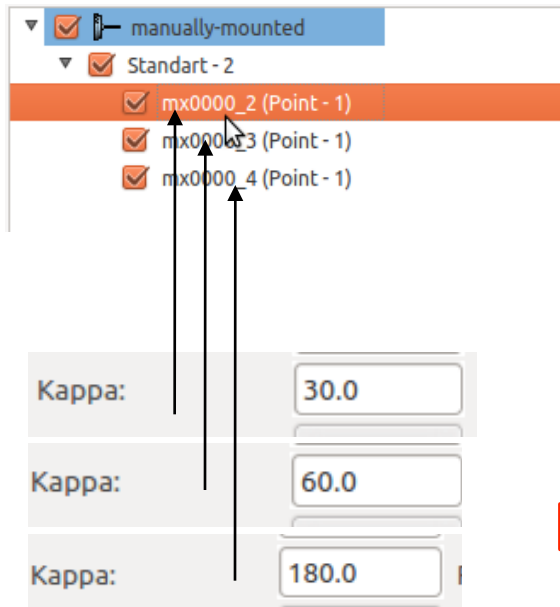 manually-mounted
Standart - 2
mx0000_2 (Point - 1)
mx0000_3 (Point - 1)
mx0000_4 (Point - 1)
Kappa: 30.0
Kappa: 60.0
Kappa: 180.0